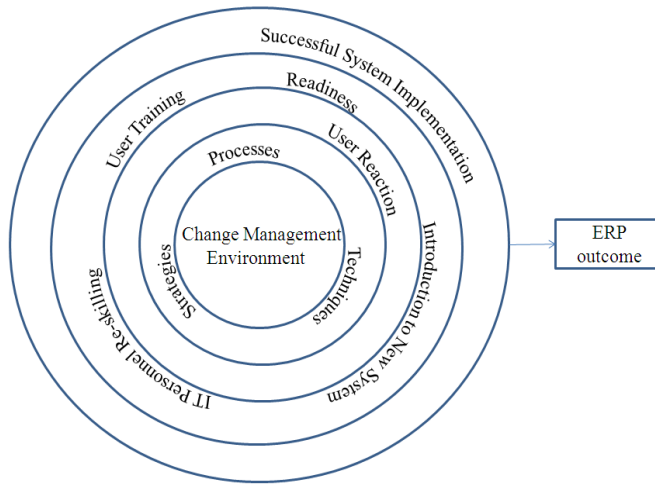 Successful System Implementation
Readiness
User Training
User Reaction
Processes
Change Management
Environment
Strategies
Techniques
Introduction to New System
IT Personnel Re-skilling
ERP
outcome